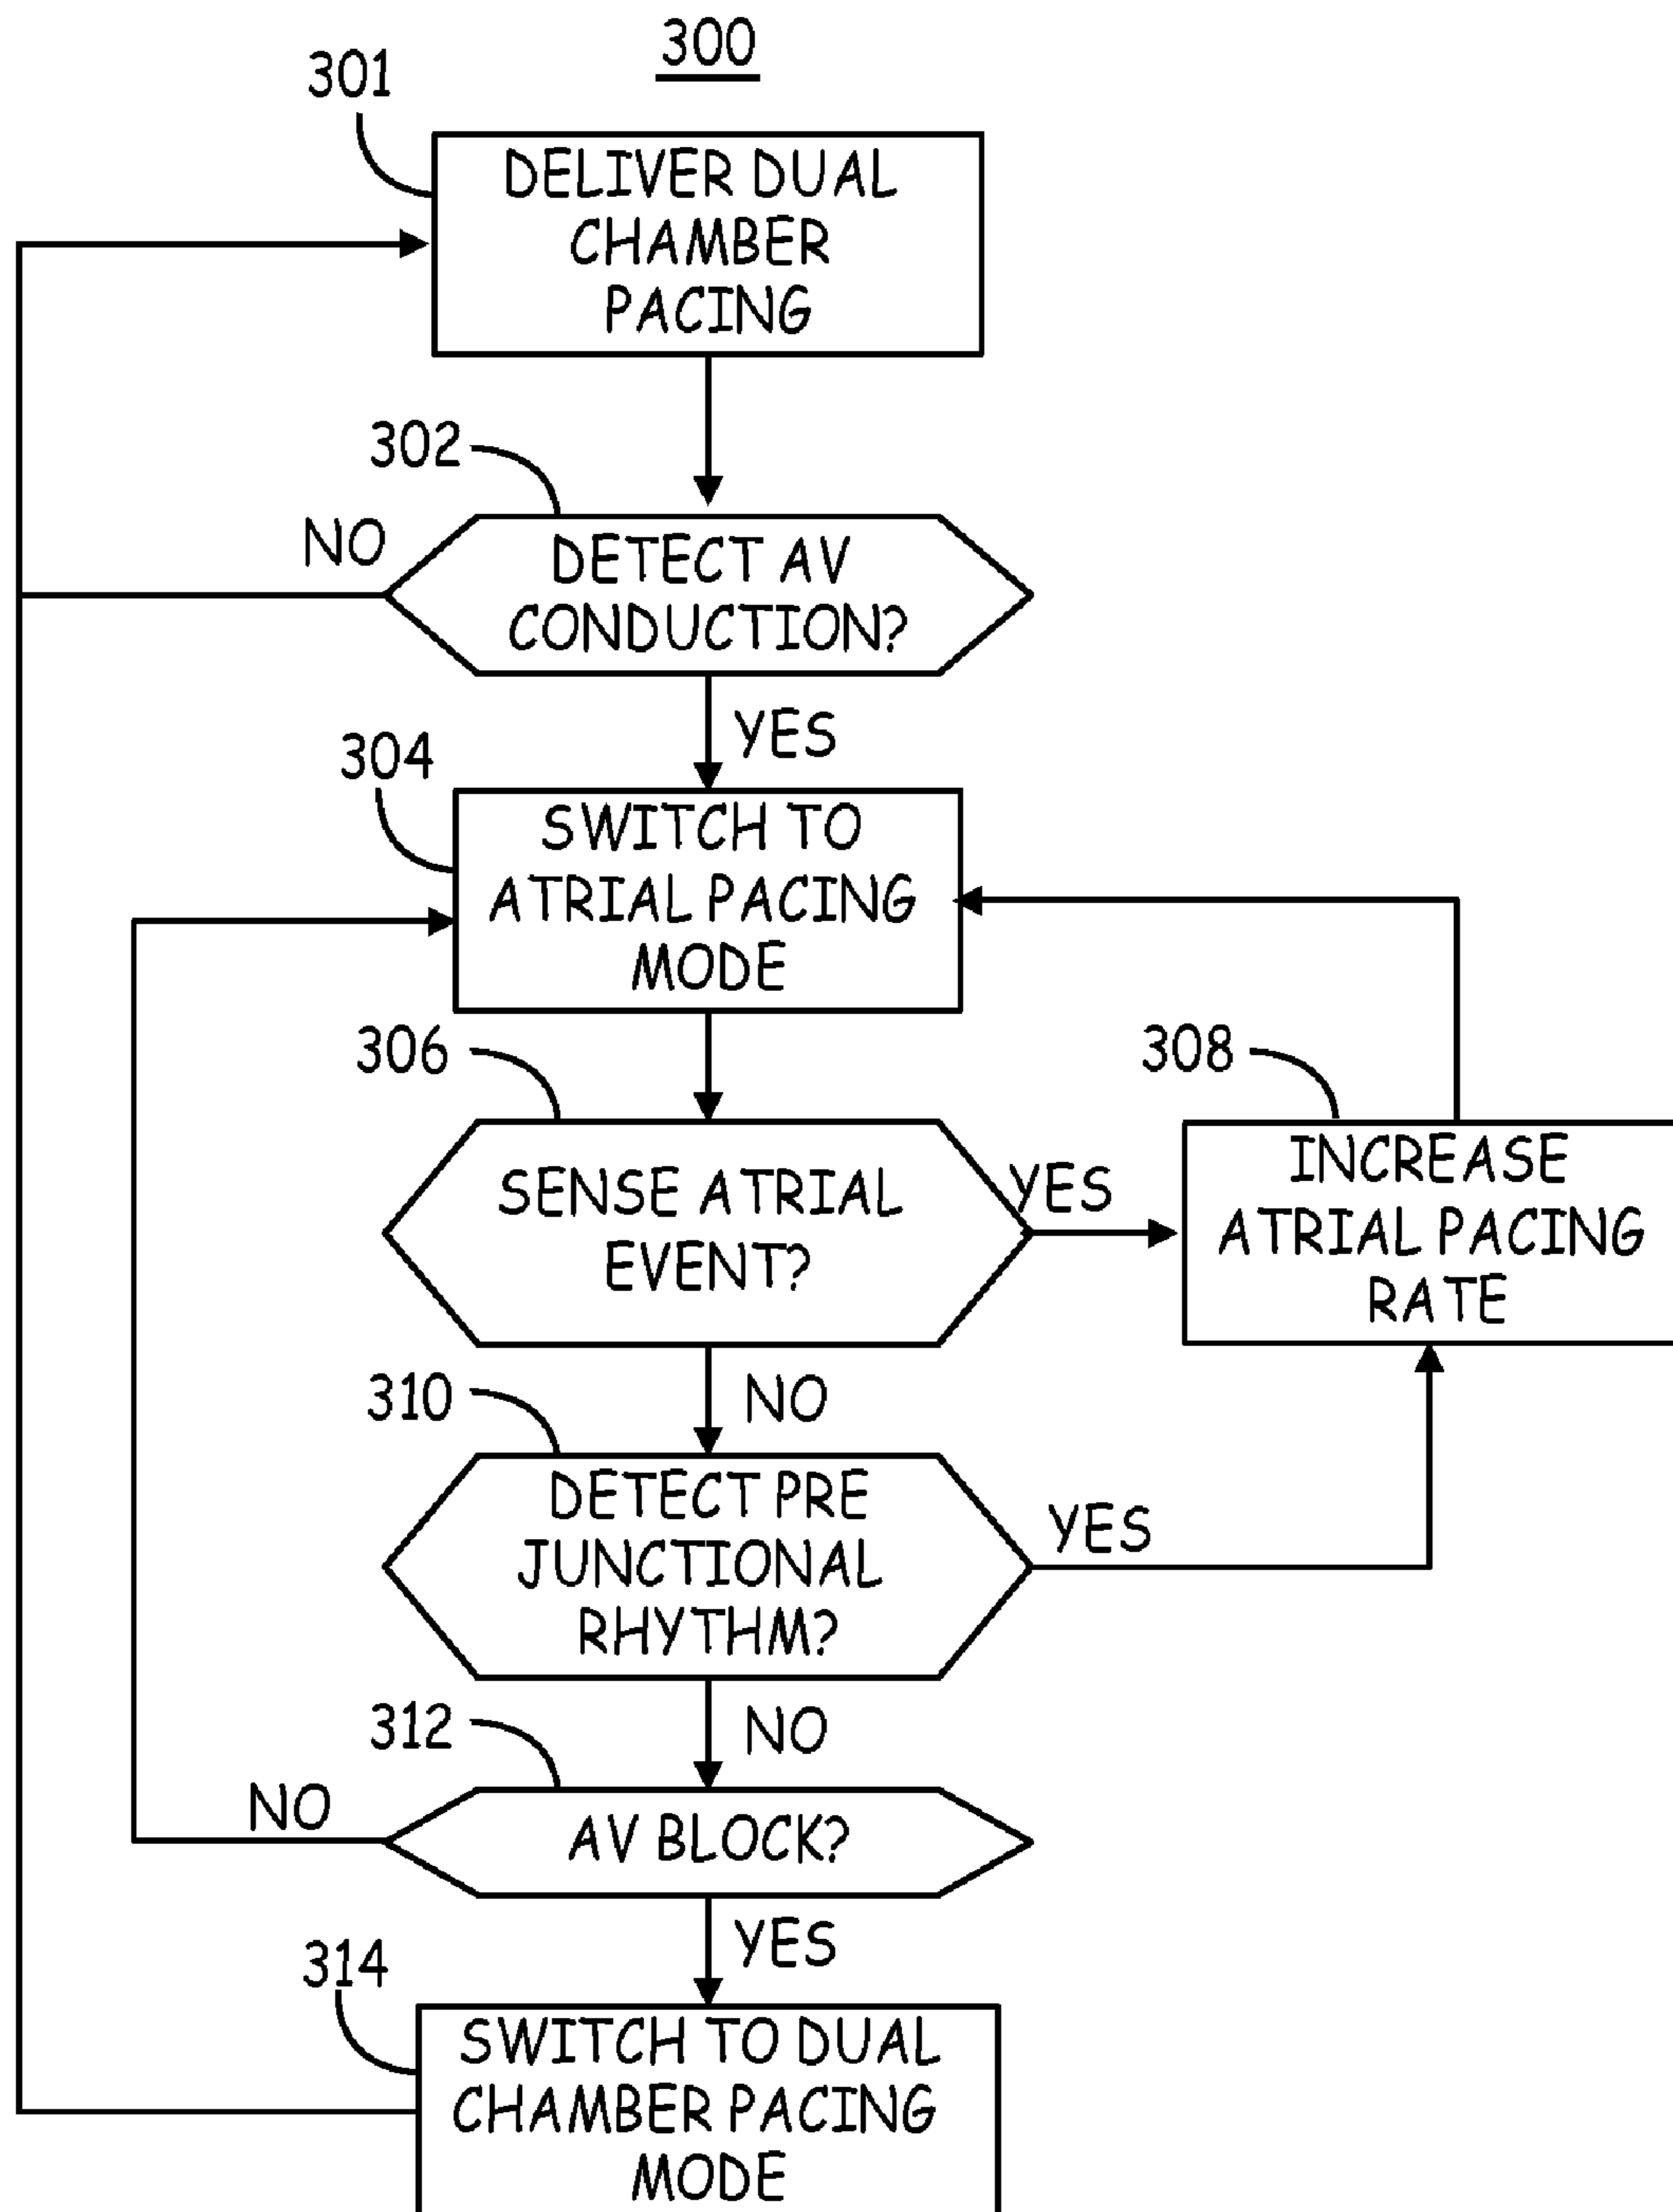 300
301
DELIVER DUAL
CHAMBER
PACING
302
NO
DETECT AV
CONDUCTION?
YES
304
SWITCH TO
ATRIAL PACING
MODE
306
SENSE ATRIAL
EVENT?
YES
308
INCREASE
ATRIAL PACING
RATE
NO
310
DETECT PRE
JUNCTIONAL
RHYTHM?
YES
NO
312
NO
AV BLOCK?
YES
314
SWITCH TO DUAL
CHAMBER PACING
MODE